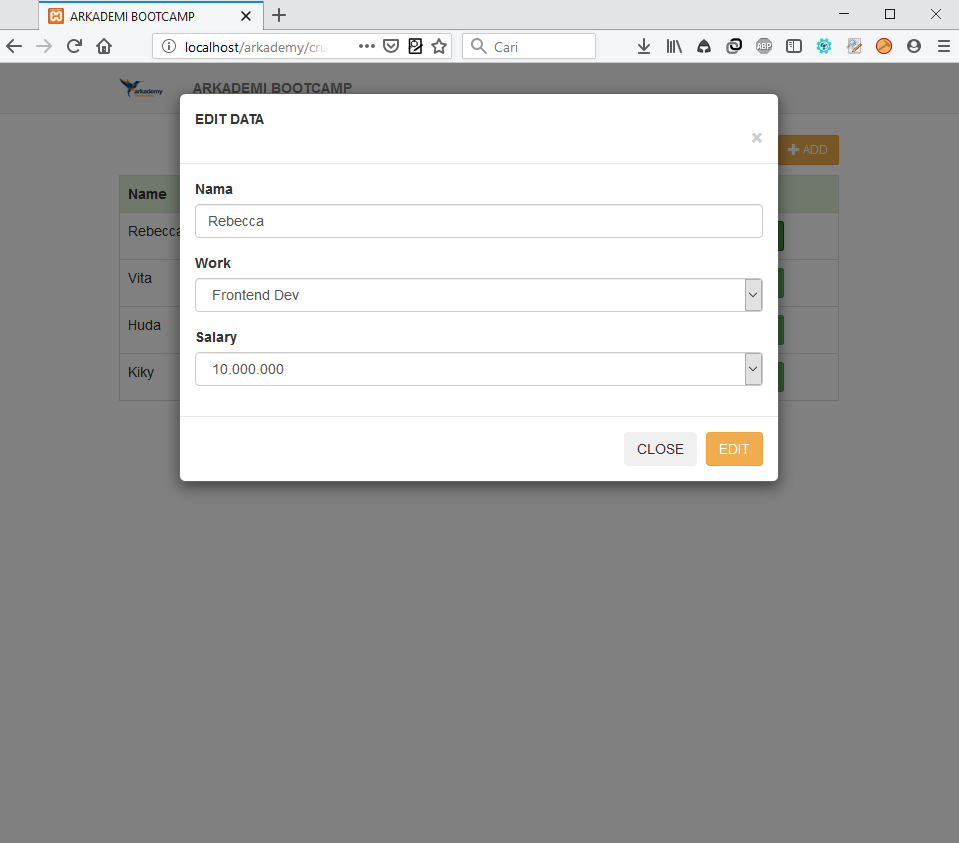 ARKADEMI BOOTCAMP
localhost/arkademy/cru
Cari
ABP
arkademy
ARKADEMI BOOTCAMP
EDIT DATA
×
ADD
Name
Nama
Rebecca
Rebecca
Work
Vita
Frontend Dev
Huda
Salary
Kiky
10.000.000
CLOSE
EDIT